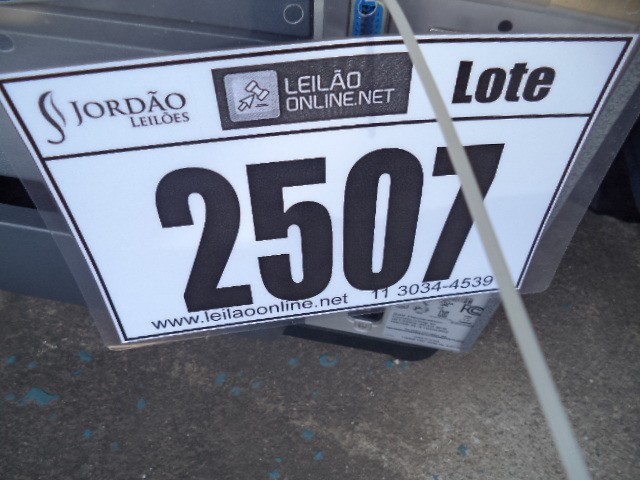 JORDÃO
LEILÕES
LEILÃO
ONLINE.NET
Lote
2507
www.leilaoonline.net 11 3034-4539